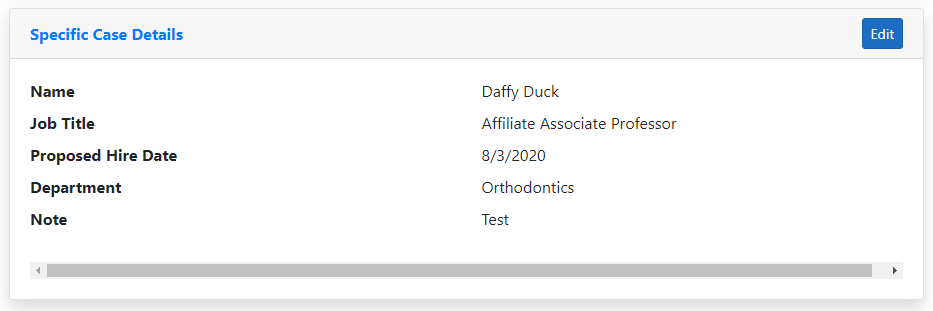 Specific Case Details Edit
Name Daffy Duck
Job Title Affiliate Associate Professor
Proposed Hire Date 8/3/2020
Department Orthodontics
Note Test